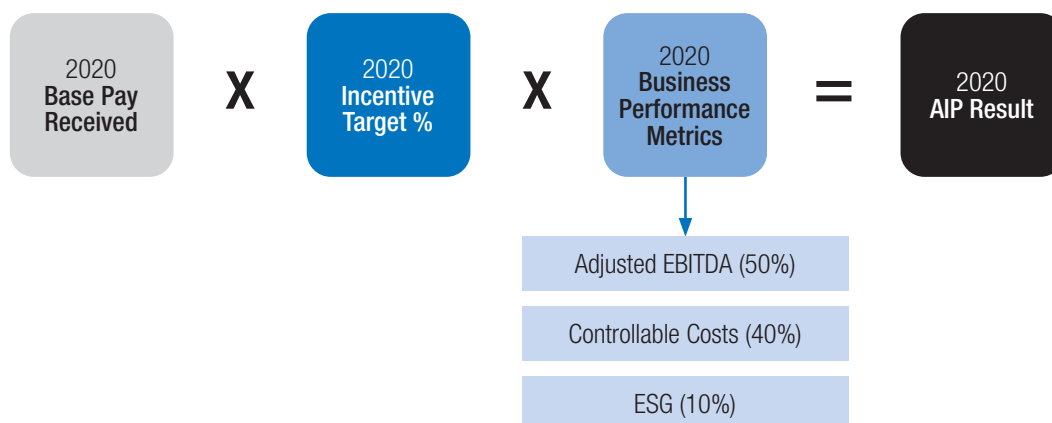 2020
Base Pay
Received
X
2020
Incentive
Target %
X
2020
Business
Performance
Metrics
=
2020
AIP Result
Adjusted EBITDA (50%)
Controllable Costs (40%)
ESG (10%)